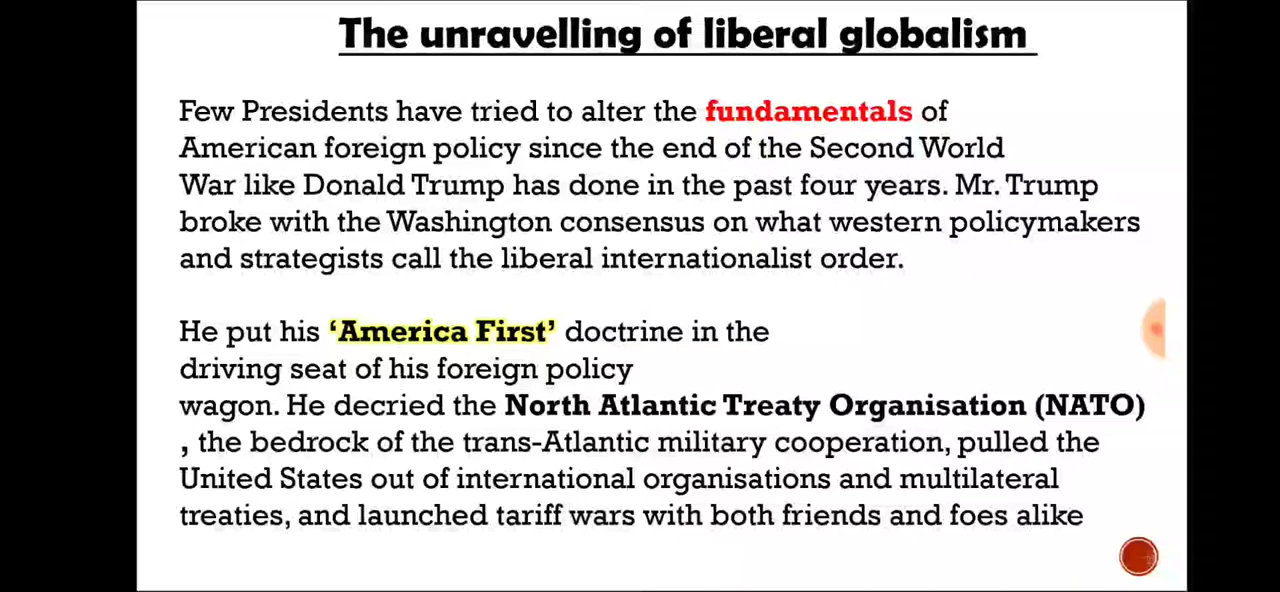 The unravelling of liberal globalism
Few Presidents have tried to alter the fundamentals of
American foreign policy since the end of the Second World
War like Donald Trump has done in the past four years. Mr. Trump
broke with the Washington consensus on what western policymakers
and strategists call the liberal internationalist order.
He put his ‘America First’ doctrine in the
driving seat of his foreign policy
wagon. He decried the North Atlantic Treaty Organisation (NATO)
, the bedrock of the trans-Atlantic military cooperation, pulled the
United States out of international organisations and multilateral
treaties, and launched tariff wars with both friends and foes alike